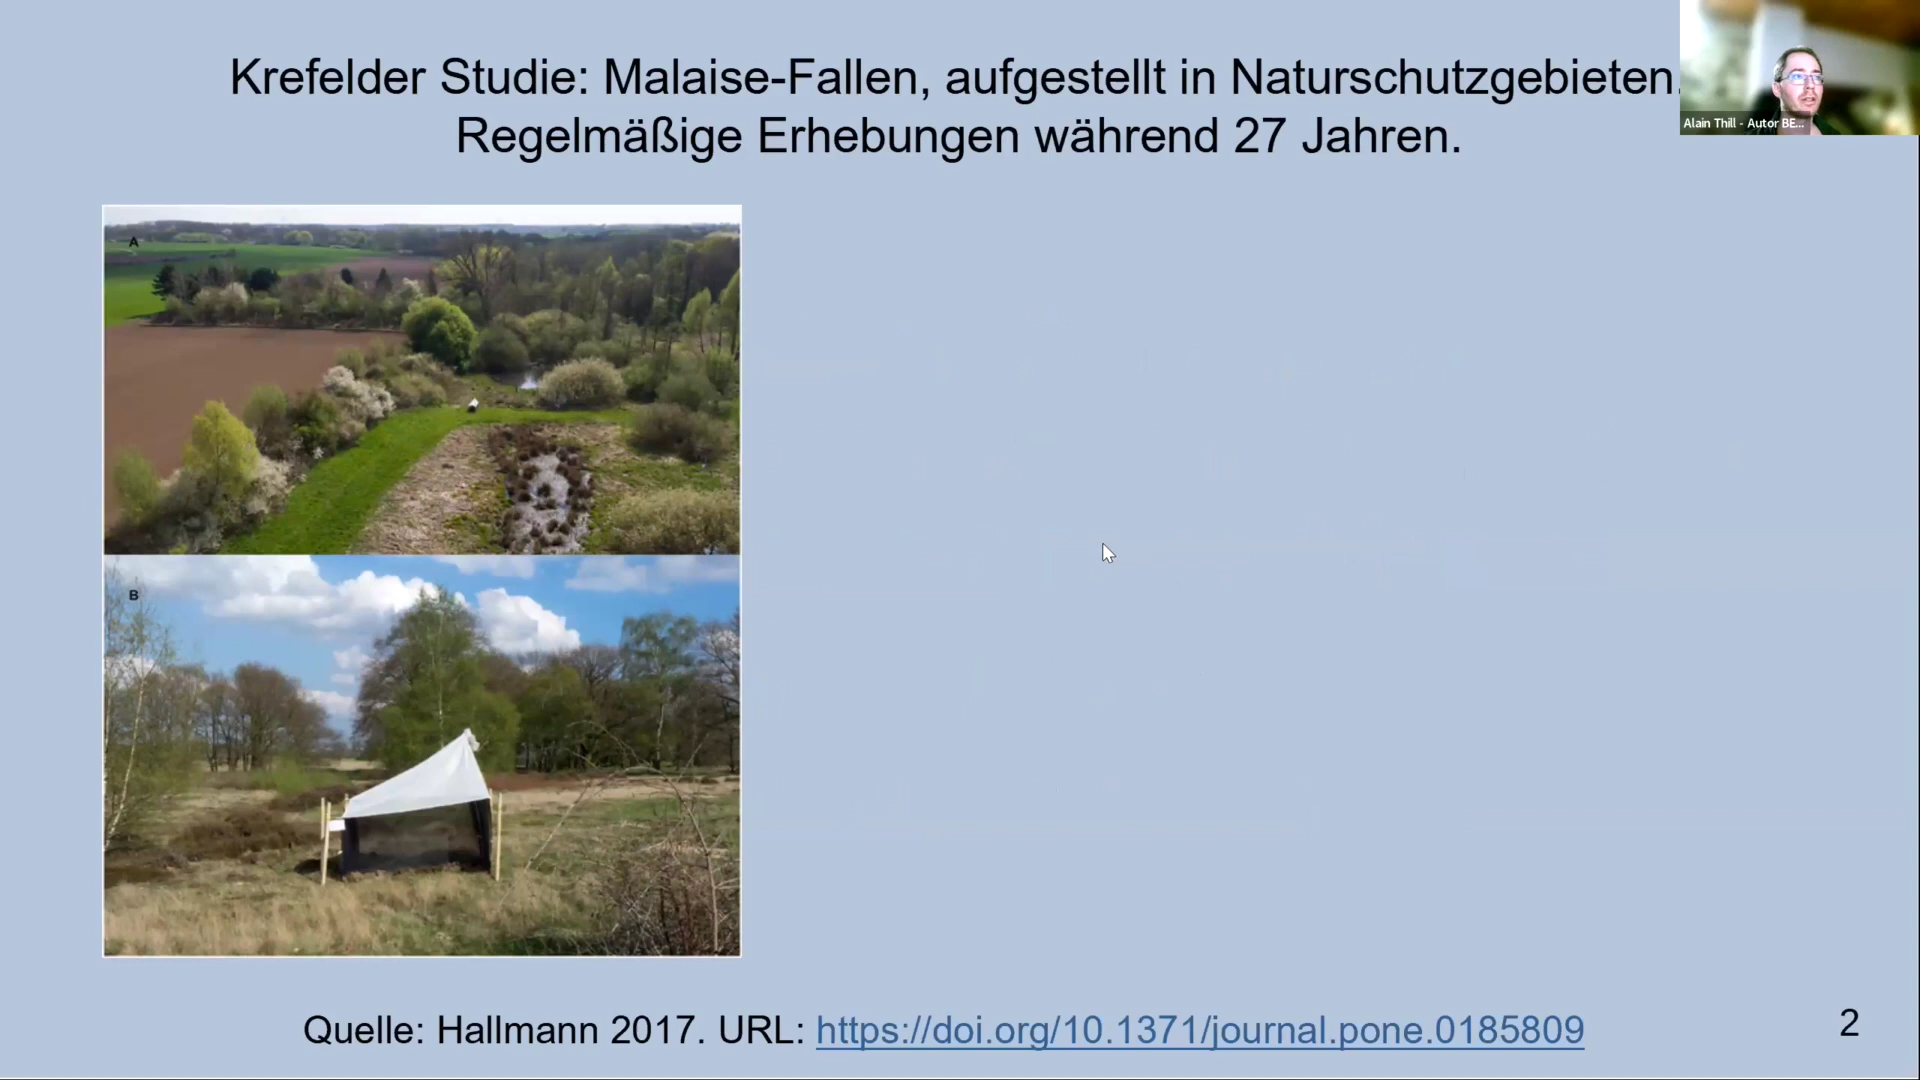 Krefelder Studie: Malaise-Fallen, aufgestellt in Naturschutzgebieten.
Regelmäßige Erhebungen während 27 Jahren.
Alain Thill - Autor BE...
A
B
Quelle: Hallmann 2017. URL: https://doi.org/10.1371/journal.pone.0185809
2